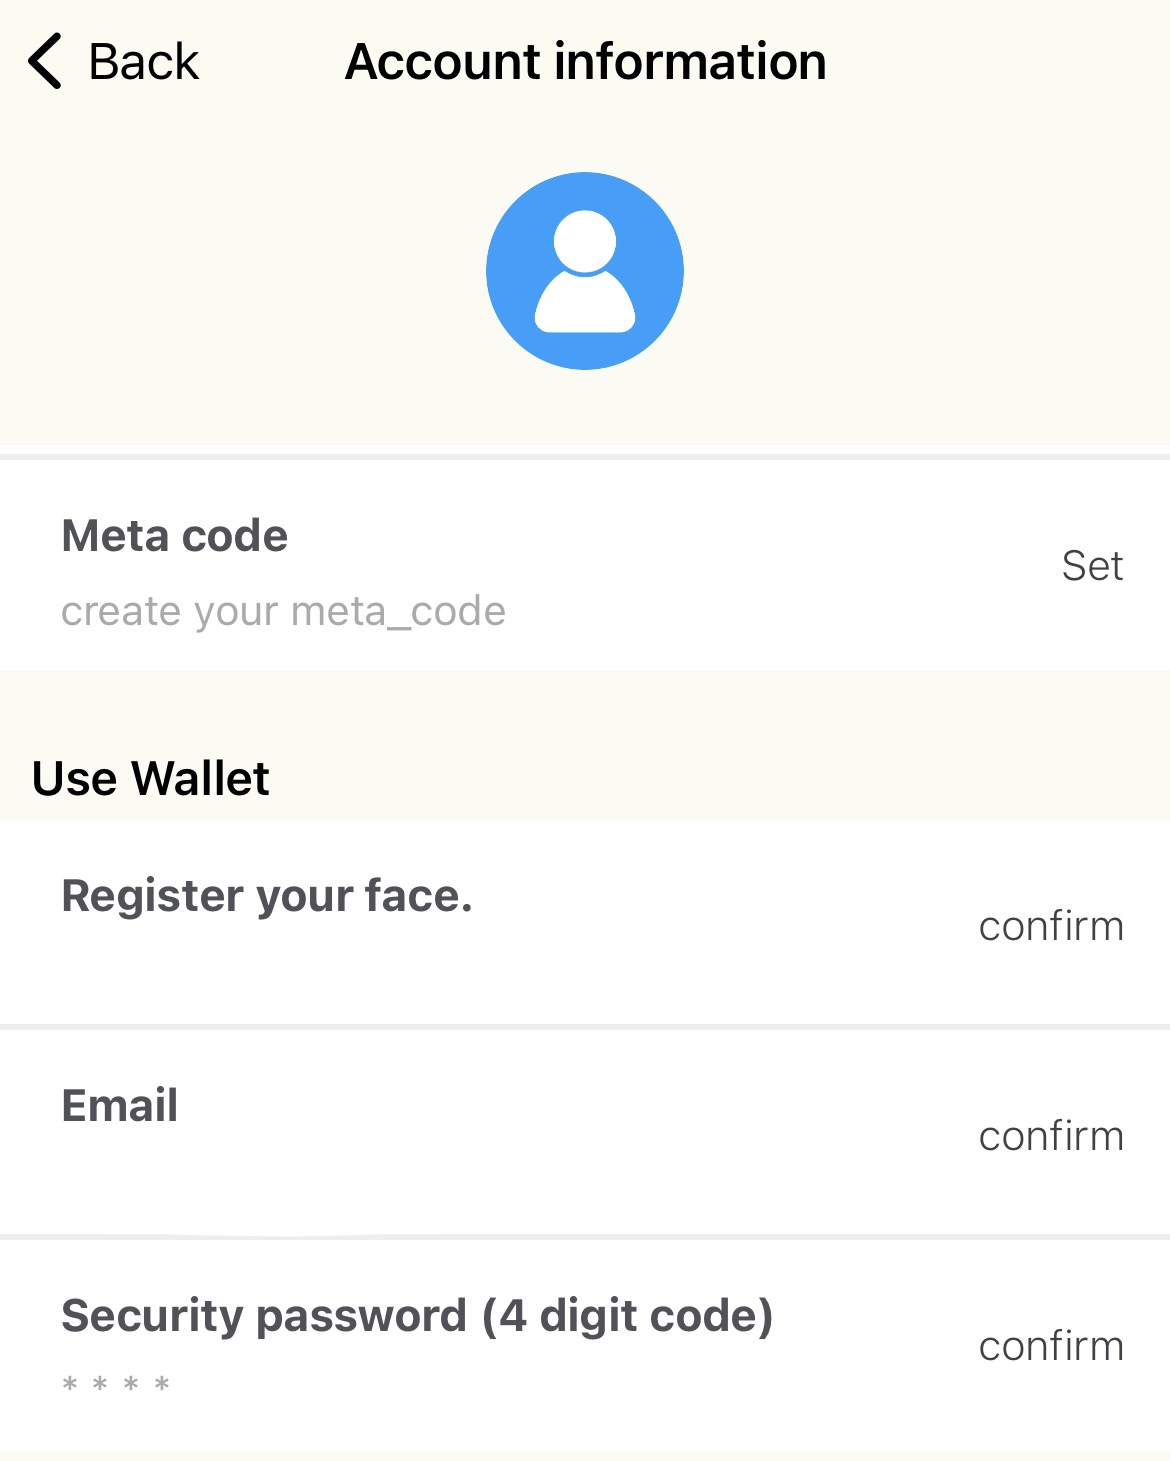 Back
Account information
Meta code
create your meta_code
Set
Use Wallet
Register your face.
confirm
Email
confirm
Security password (4 digit code)
* * * *
confirm